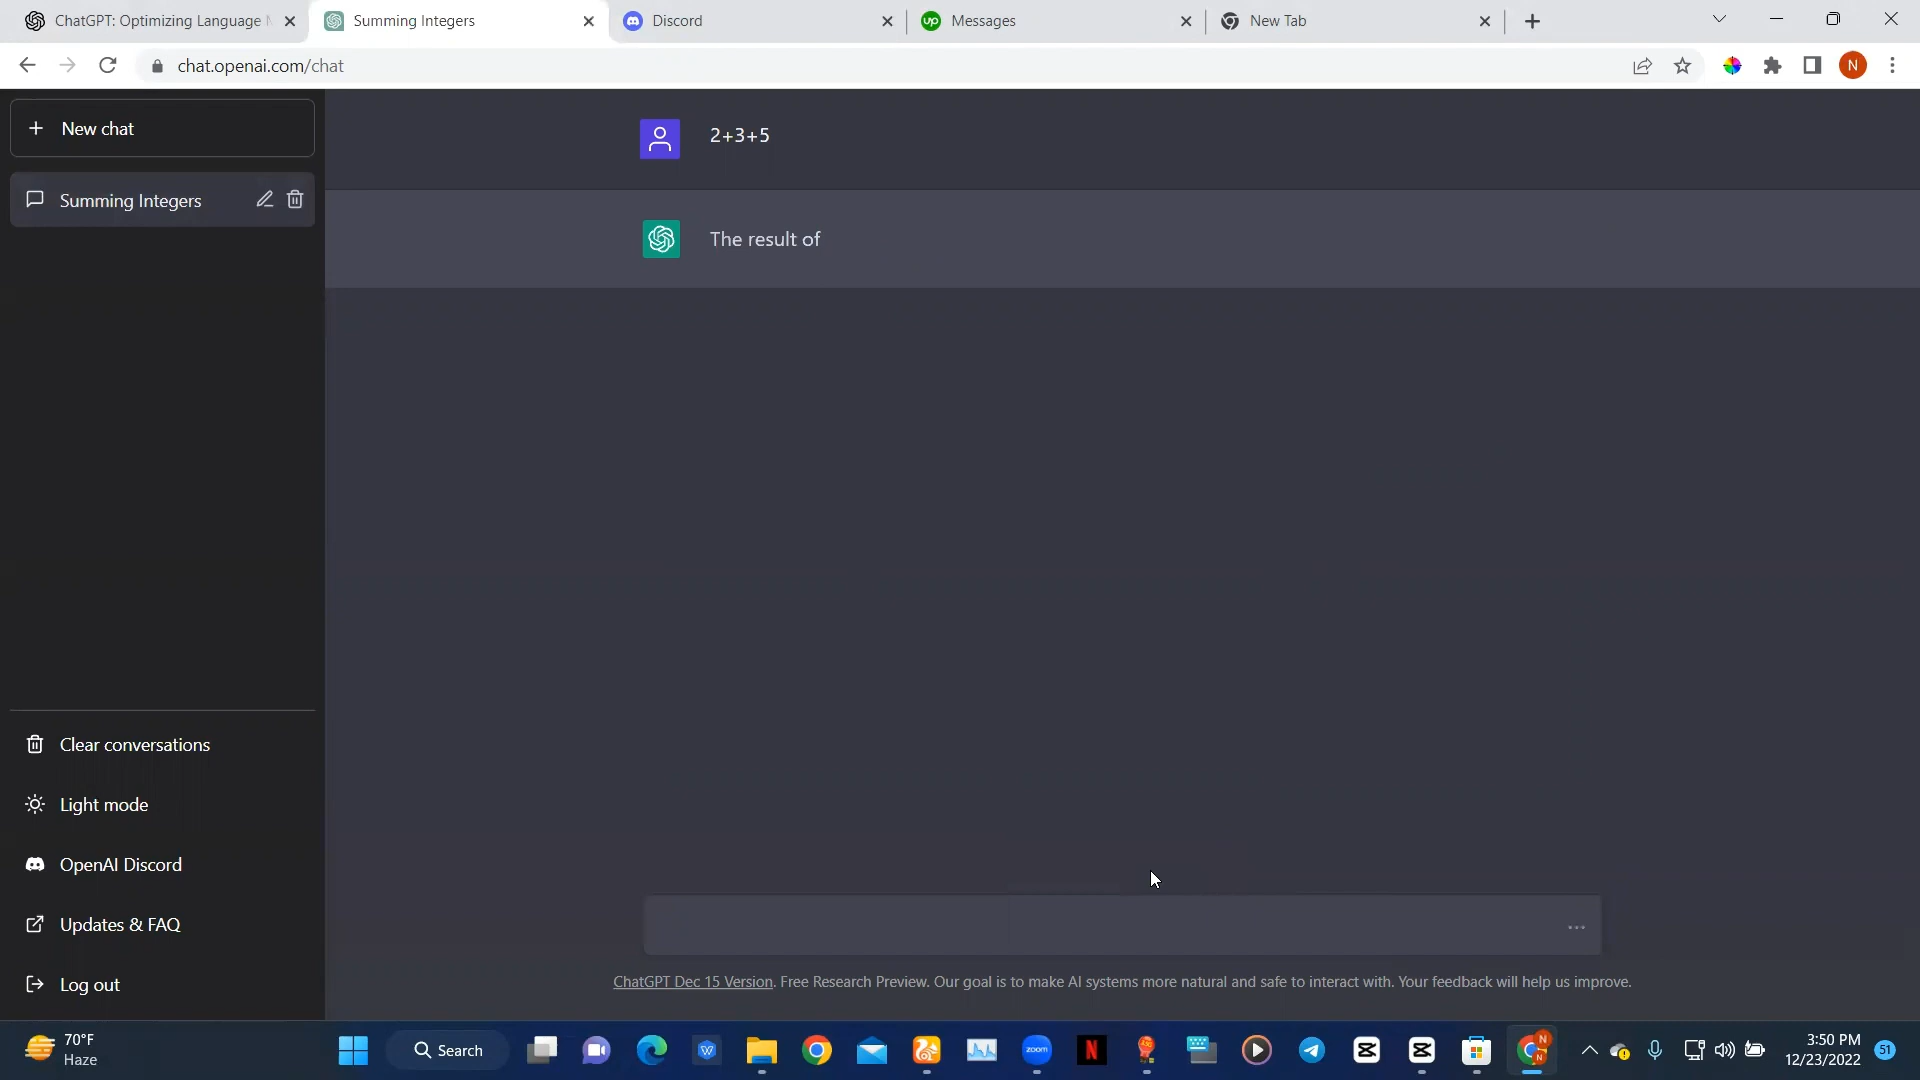 ChatGPT: Optimizing Language
Summing Integers
Discord
up
Messages
New Tab
chat.openai.com/chat
N
New chat
2+3+5
Summing Integers
The result of
Clear conversations
Light mode
OpenAI Discord
Updates & FAQ
Log out
ChatGPT Dec 15 Version. Free Research Preview. Our goal is to make AI systems more natural and safe to interact with. Your feedback will help us improve.
70°F
Haze
Search
W
zoom
N
N
N
3:50 PM
12/23/2022
51